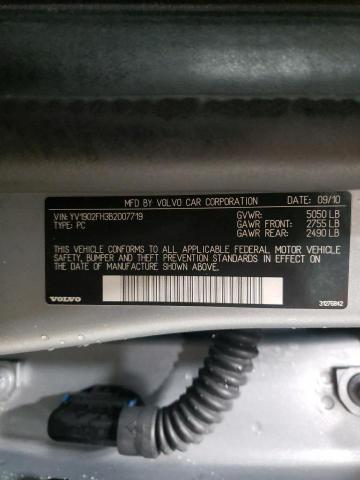 MFD BY VOLVO CAR CORPORATION DATE: 09/10
VIN: YV1902FH3B2007719 GVWR: 5050 LB
TYPE: PC GAWR FRONT: 2755 LB
GAWR REAR: 2490 LB
THIS VEHICLE CONFORMS TO ALL APPLICABLE FEDERAL MOTOR VEHICLE
SAFETY, BUMPER AND THEFT PREVENTION STANDARDS IN EFFECT ON
THE DATE OF MANUFACTURE SHOWN ABOVE.
VOLVO 31276842